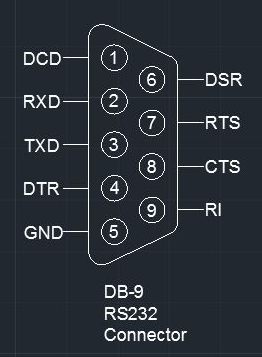 DCD 1
6 DSR
RXD 2
7 RTS
TXD 3
8 CTS
DTR 4
9 RI
GND 5
DB-9
RS232
Connector